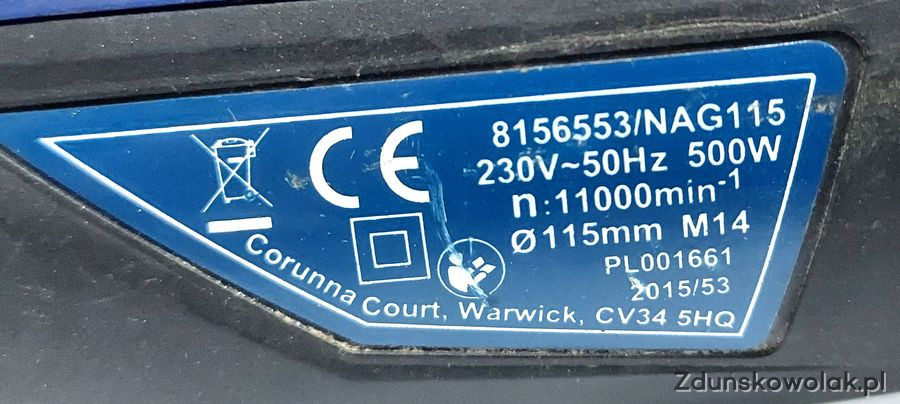 8156553/NAG115
230V~50Hz 500W
n:11000min-1
Ø115mm M14
PL001661
2015/53
CE
Corunna Court, Warwick, CV34 5HQ
Zdunskowolak.pl